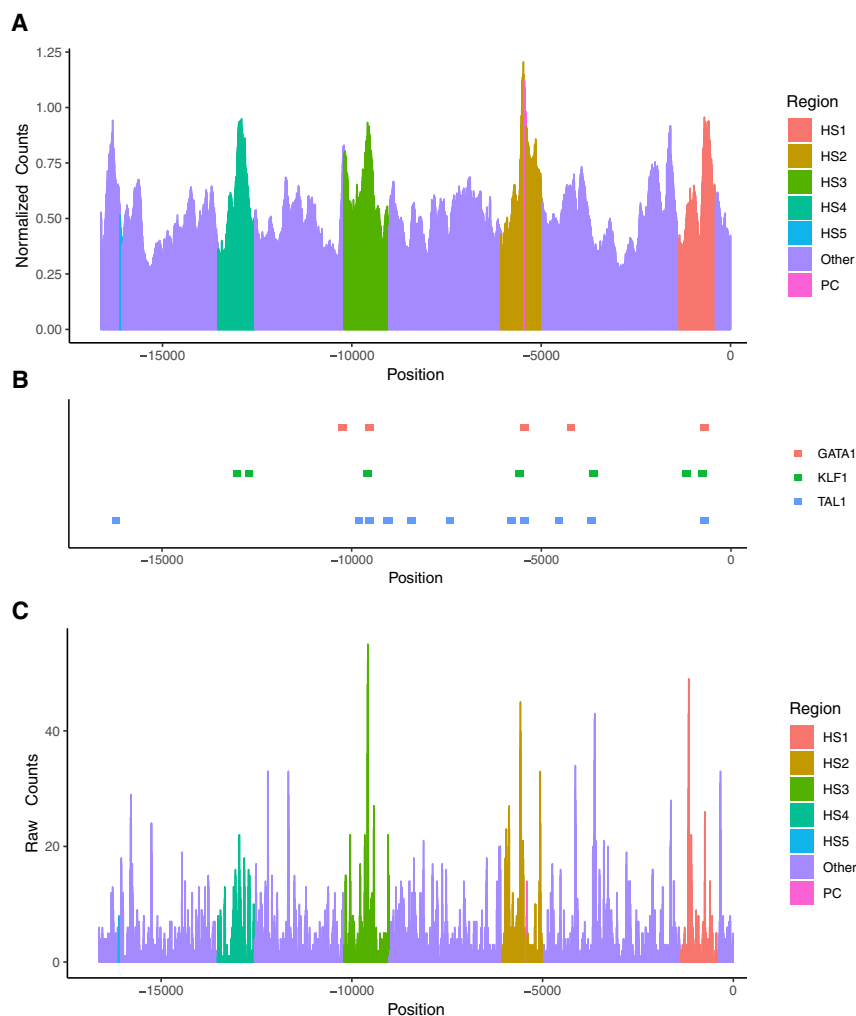 A
1.25
1.00
0.75
0.50
0.25
0.00
Normalized Counts
−15000 −10000 −5000 0
Position
Region
HS1
HS2
HS3
HS4
HS5
Other
PC
B
−15000 −10000 −5000 0
Position
GATA1
KLF1
TAL1
C
40
20
0
Raw Counts
−15000 −10000 −5000 0
Position
Region
HS1
HS2
HS3
HS4
HS5
Other
PC